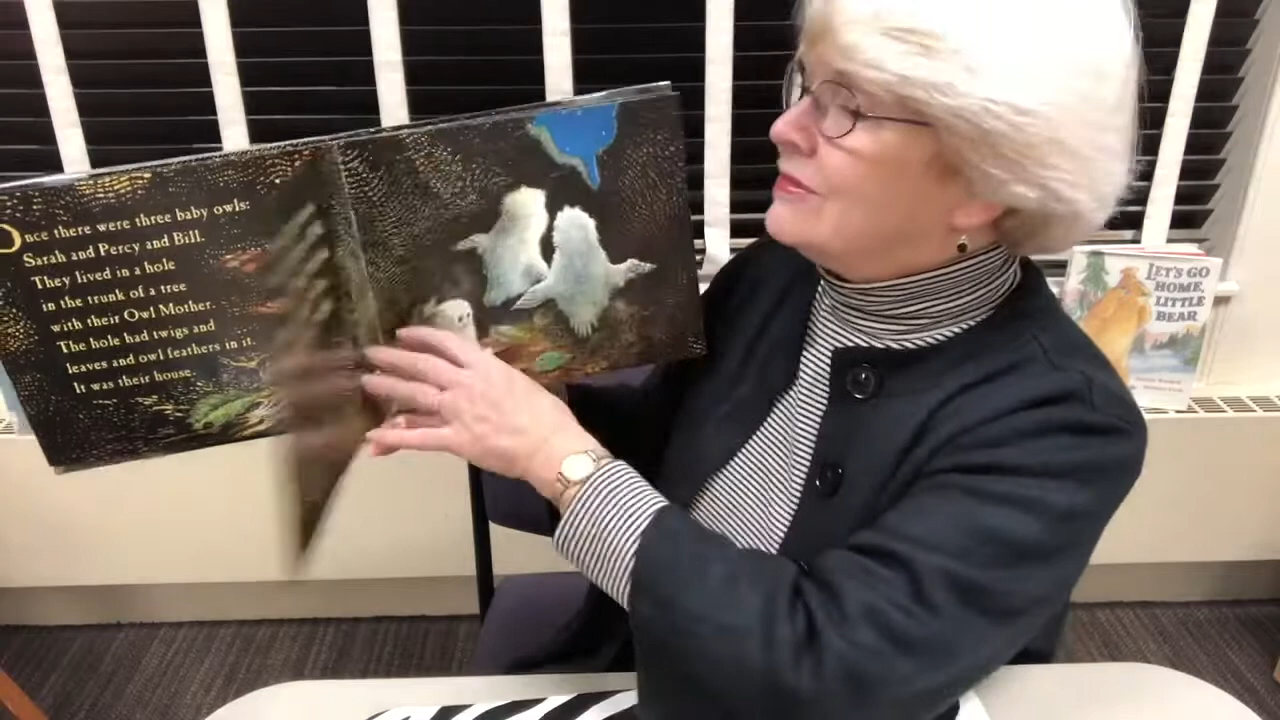 Once there were three baby owls:
Sarah and Percy and Bill.
They lived in a hole
in the trunk of a tree
with their Owl Mother.
The hole had twigs and
leaves and owl feathers in it.
It was their house.
LET'S GO
HOME,
LITTLE
BEAR